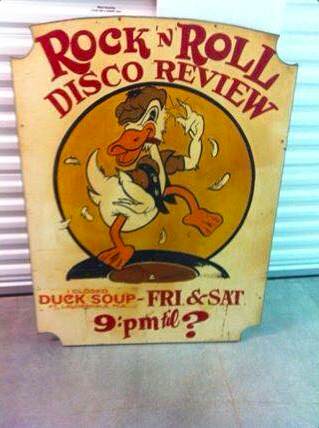 ROCK 'N' ROLL
DISCO REVIEW
DUCK SOUP - FRI. & SAT.
9:pm til ?